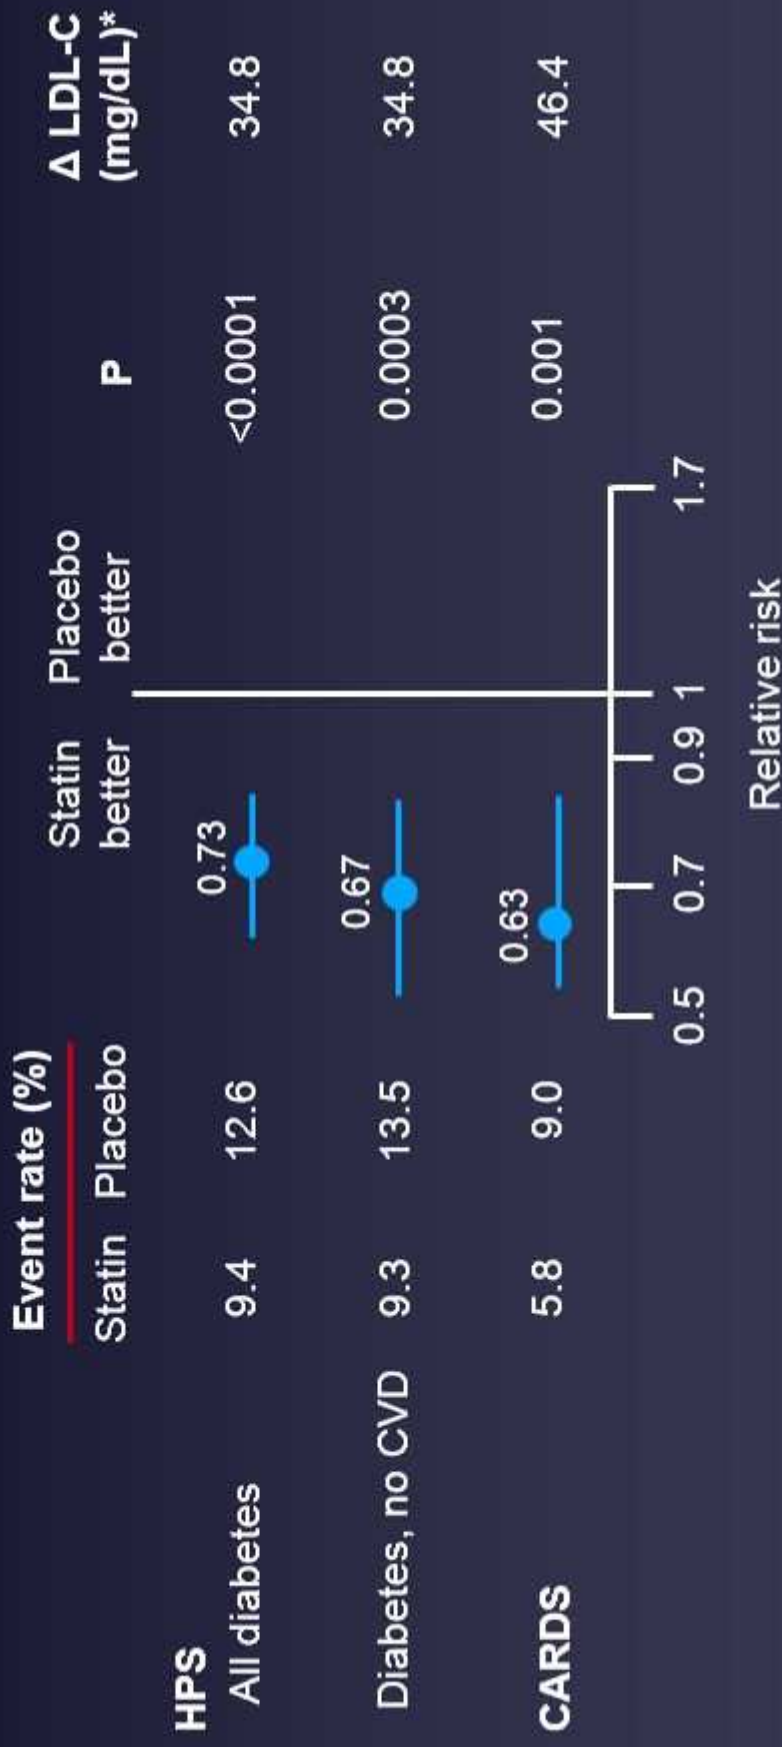 Event rate (%)
Statin Placebo
Statin better
Placebo better
P
Δ LDL-C (mg/dL)*
HPS
All diabetes 9.4 12.6 0.73 <0.0001 34.8
Diabetes, no CVD 9.3 13.5 0.67 0.0003 34.8
CARDS 5.8 9.0 0.63 0.001 46.4
0.5 0.7 0.9 1 1.7
Relative risk